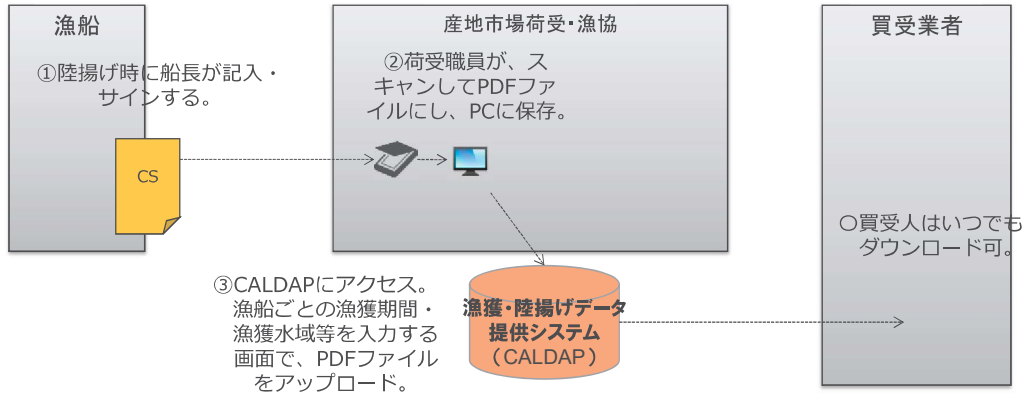 漁船
①陸揚げ時に船長が記入・
サインする。
CS
産地市場荷受・漁協
②荷受職員が、ス
キャンしてPDFファ
イルにし、PCに保存。
③CALDAPにアクセス。
漁船ごとの漁獲期間・
漁獲水域等を入力する
画面で、PDFファイル
をアップロード。
漁獲・陸揚げデータ
提供システム
（CALDAP）
買受業者
〇買受人はいつでも
ダウンロード可。